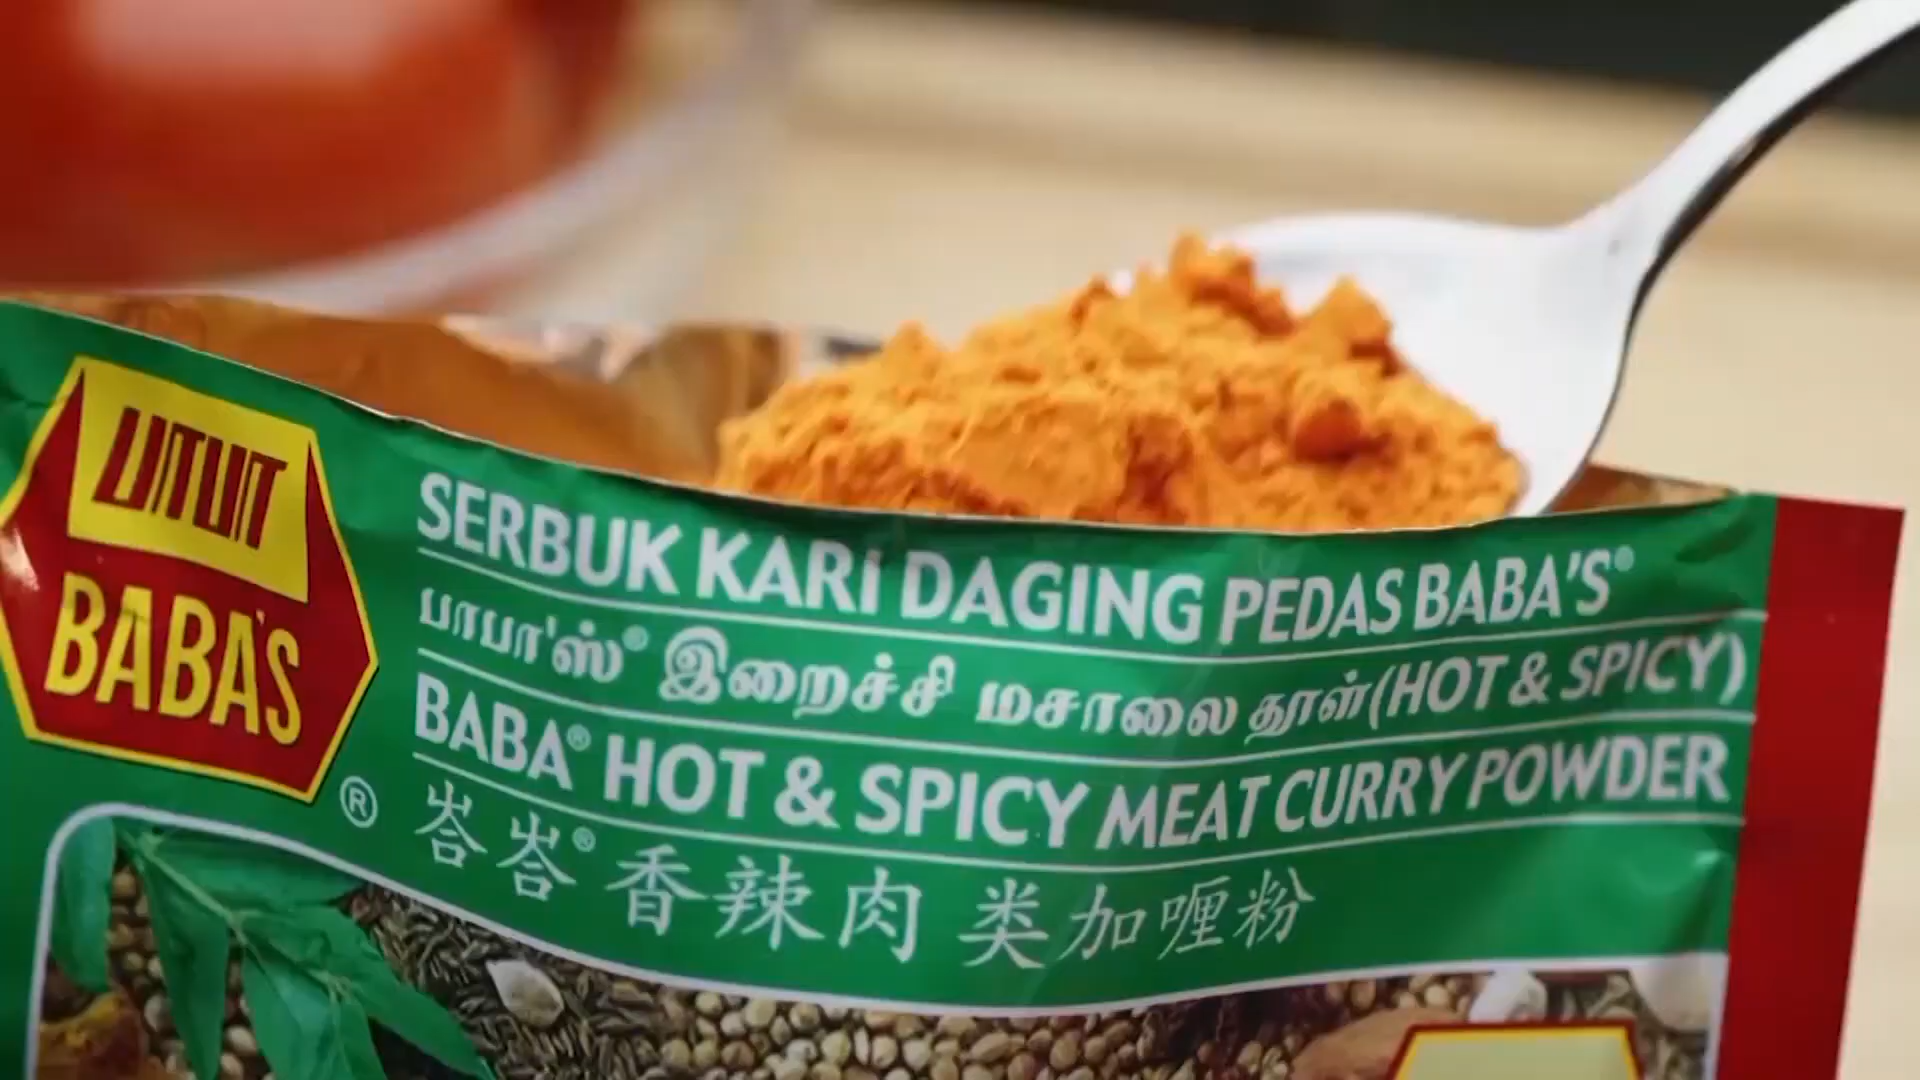 பாபா
BABA'S
®
SERBUK KARI DAGING PEDAS BABA'S®
பாபா'ஸ்® இறைச்சி மசாலை தூள்(HOT & SPICY)
BABA® HOT & SPICY MEAT CURRY POWDER
峇峇® 香辣肉类加喱粉